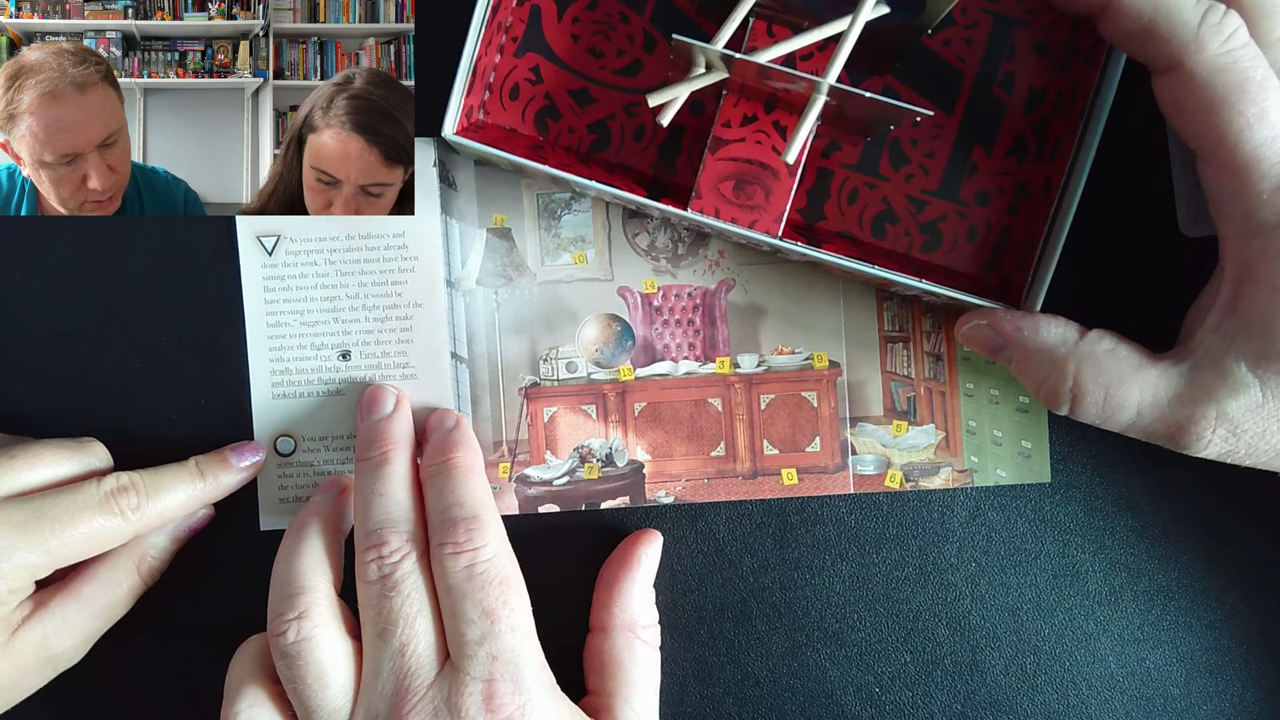 Cluedo
"As you can see, the ballistics and
fingerprint specialists have already
done their work. The victim must have been
sitting on the chair. Three shots were fired.
But only two of them hit – the third must
have missed its target. Still, it would be
interesting to visualize the flight paths of the
bullets," suggests Watson. It might make
sense to reconstruct the crime scene and
analyze the flight paths of the three shots
with a trained eye First, the two
deadly hits will help, from small to large,
and then the flight paths of all three shots
looked at as a whole.
You are just
when Watson
something's not right
what it is, but it has
the clues
see the
11
10
14
13
3
9
2
7
0
5
6